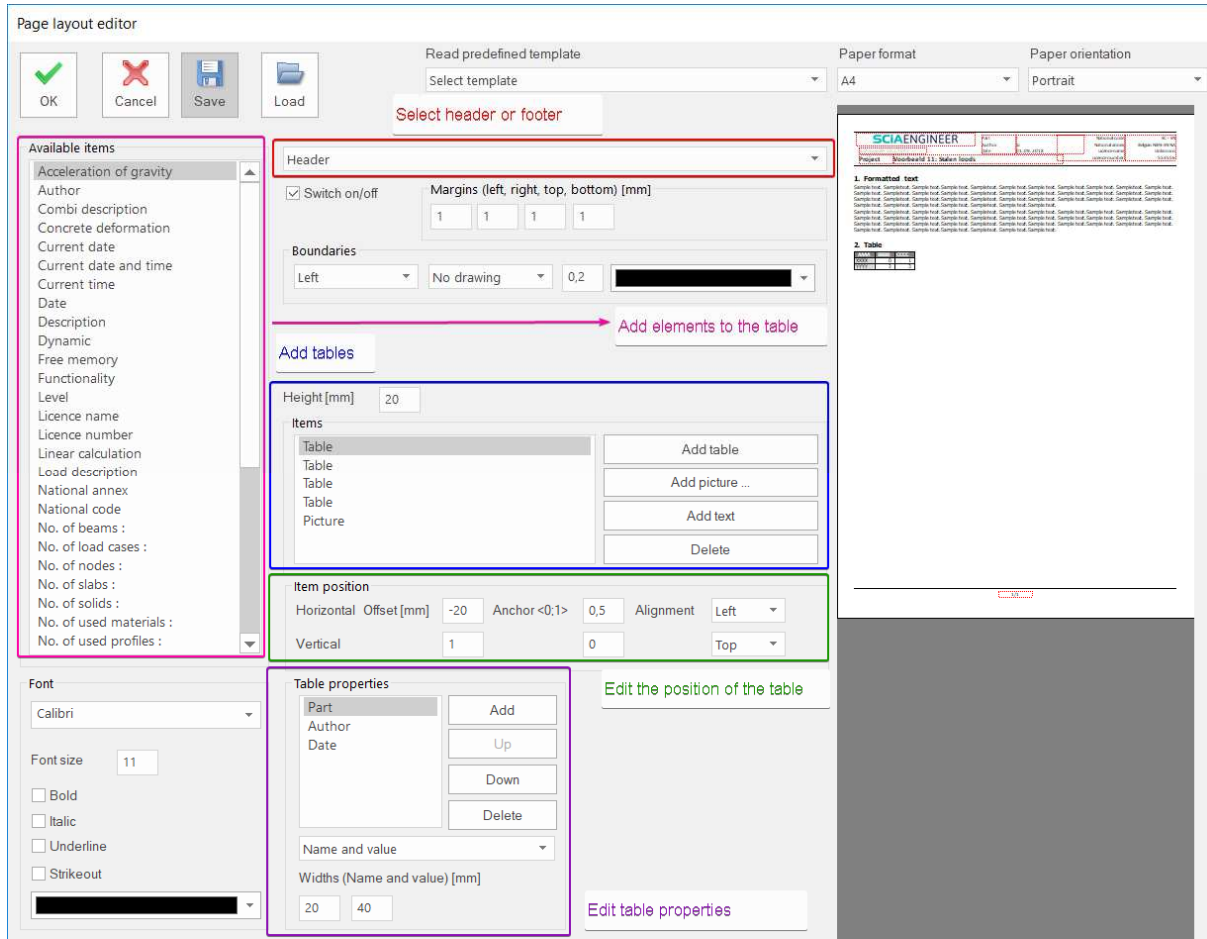 Page layout editor
OK
Cancel
Save
Load
Read predefined template
Select template
Paper format
A4
Paper orientation
Portrait
Select header or footer
Available items
Acceleration of gravity
Author
Combi description
Concrete deformation
Current date
Current date and time
Current time
Date
Description
Dynamic
Free memory
Functionality
Level
Licence name
Licence number
Linear calculation
Load description
National annex
National code
No. of beams :
No. of load cases :
No. of nodes :
No. of slabs :
No. of solids :
No. of used materials :
No. of used profiles :
Header
Switch on/off
Margins (left, right, top, bottom) [mm]
1 1 1 1
Boundaries
Left No drawing 0,2
Add elements to the table
Add tables
Height [mm] 20
Items
Table
Table
Table
Table
Picture
Add table
Add picture ...
Add text
Delete
Item position
Horizontal Offset [mm] -20 Anchor <0;1> 0,5 Alignment Left
Vertical 1 0 Top
Edit the position of the table
Font
Calibri
Font size 11
Bold
Italic
Underline
Strikeout
Table properties
Part
Author
Date
Add
Up
Down
Delete
Name and value
Widths (Name and value) [mm]
20 40
Edit table properties
SCiAENGINEER
Project Voorbeeld 11: Stalen loods
1. Formatted text
2. Table